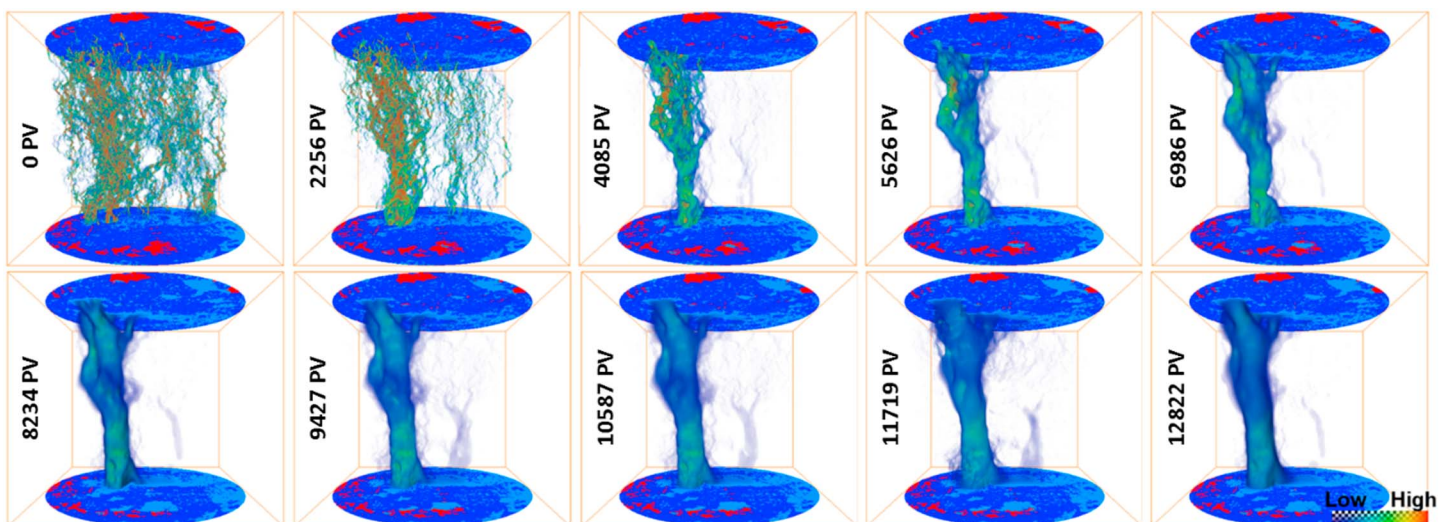 0 PV
2256 PV
4085 PV
5626 PV
6986 PV
8234 PV
9427 PV
10587 PV
11719 PV
12822 PV
Low High